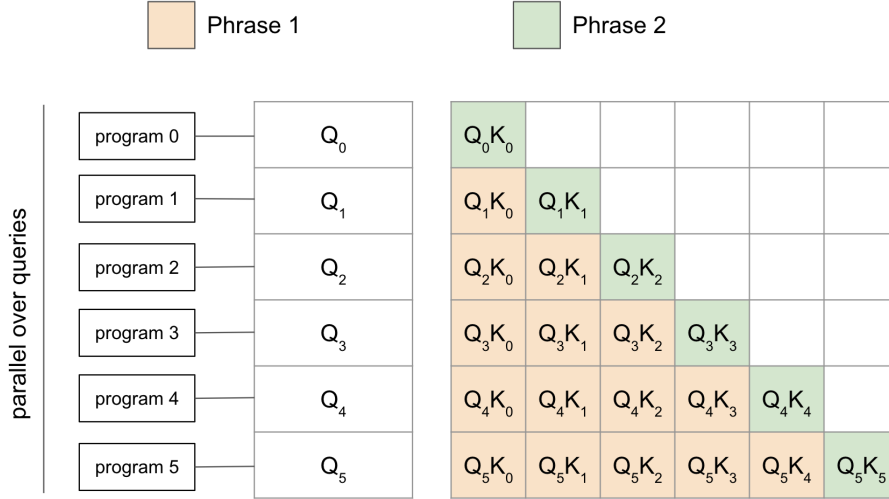 Phrase 1
Phrase 2
parallel over queries
program 0 Q₀ Q₀K₀
program 1 Q₁ Q₁K₀ Q₁K₁
program 2 Q₂ Q₂K₀ Q₂K₁ Q₂K₂
program 3 Q₃ Q₃K₀ Q₃K₁ Q₃K₂ Q₃K₃
program 4 Q₄ Q₄K₀ Q₄K₁ Q₄K₂ Q₄K₃ Q₄K₄
program 5 Q₅ Q₅K₀ Q₅K₁ Q₅K₂ Q₅K₃ Q₅K₄ Q₅K₅